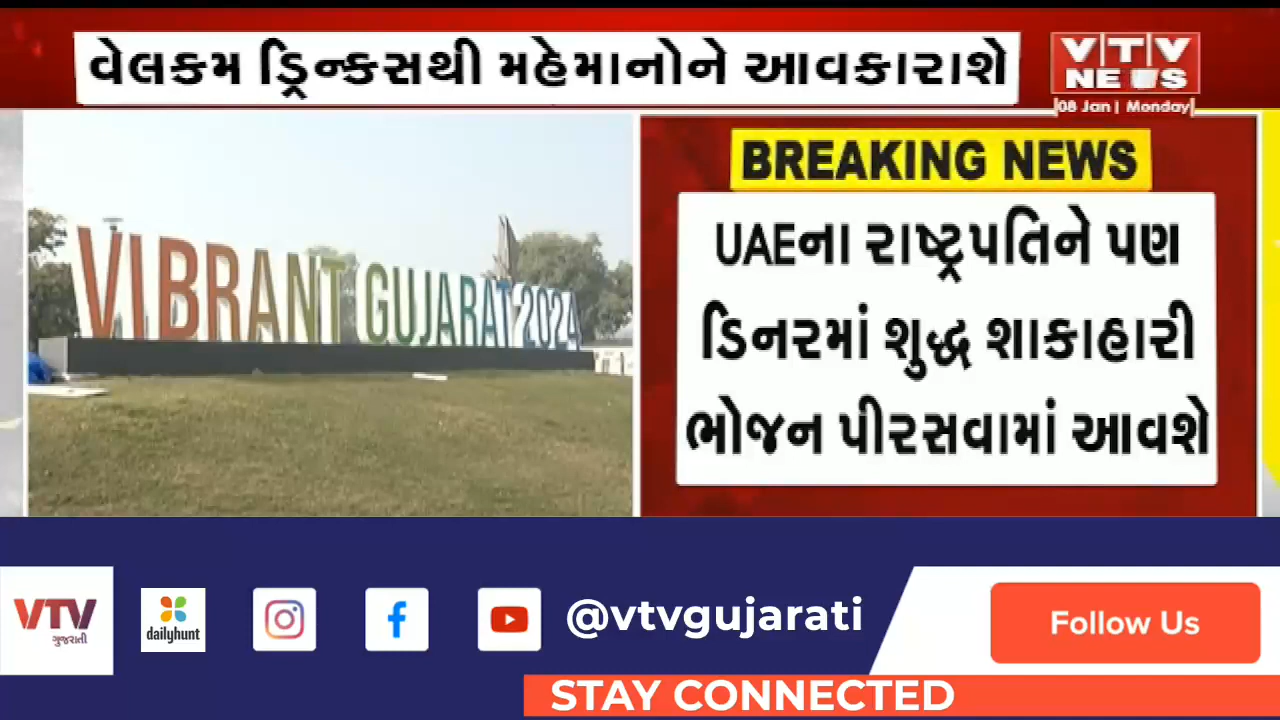 વેલકમ ડ્રિન્કસથી મહેમાનોને આવકારાશે
VTV
NEWS
08 Jan | Monday
VIBRANT GUJARAT 2024
BREAKING NEWS
UAEના રાષ્ટ્રપતિને પણ
ડિનરમાં શુદ્ધ શાકાહારી
ભોજન પીરસવામાં આવશે
VTV
ગુજરાતી
dailyhunt
@vtvgujarati
Follow Us
STAY CONNECTED